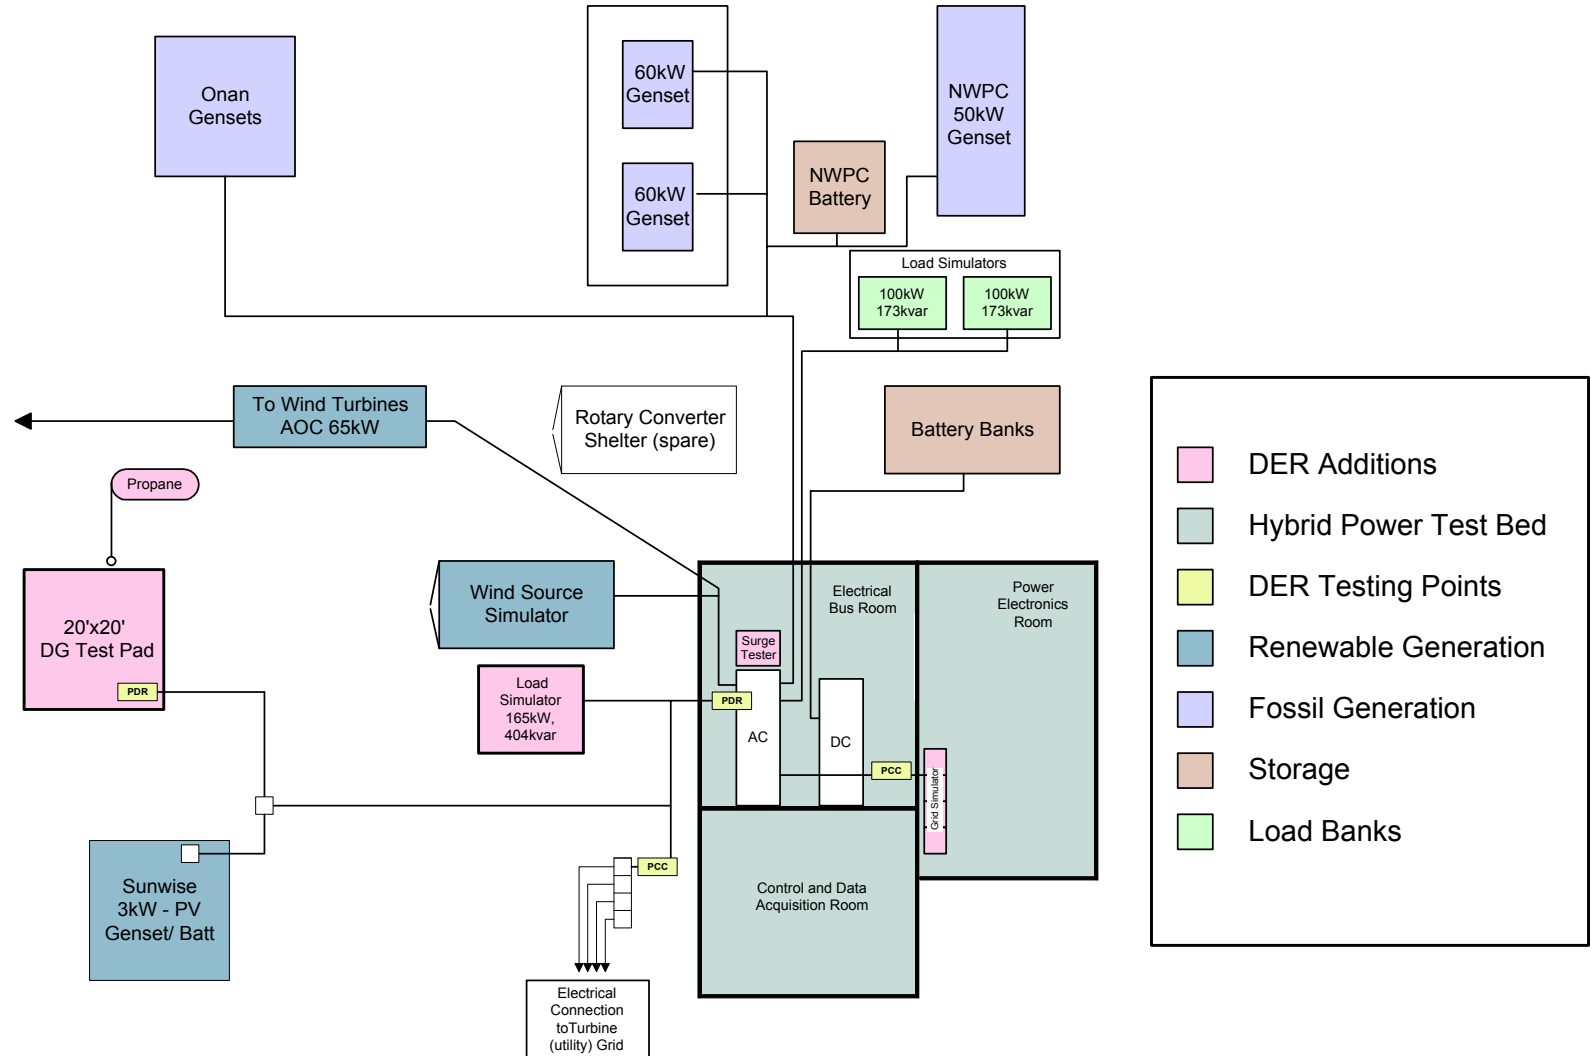 Onan
Gensets
60kW
Genset
60kW
Genset
NWPC
50kW
Genset
NWPC
Battery
Load Simulators
100kW
173kvar
100kW
173kvar
To Wind Turbines
AOC 65kW
Rotary Converter
Shelter (spare)
Battery Banks
Propane
20'x20'
DG Test Pad
PDR
Wind Source
Simulator
Load
Simulator
165kW,
404kvar
Electrical
Bus Room
Power
Electronics
Room
Surge
Tester
PDR
AC
DC
PCC
Grid Simulator
Control and Data
Acquisition Room
PCC
Sunwise
3kW - PV
Genset/ Batt
Electrical
Connection
toTurbine
(utility) Grid
DER Additions
Hybrid Power Test Bed
DER Testing Points
Renewable Generation
Fossil Generation
Storage
Load Banks